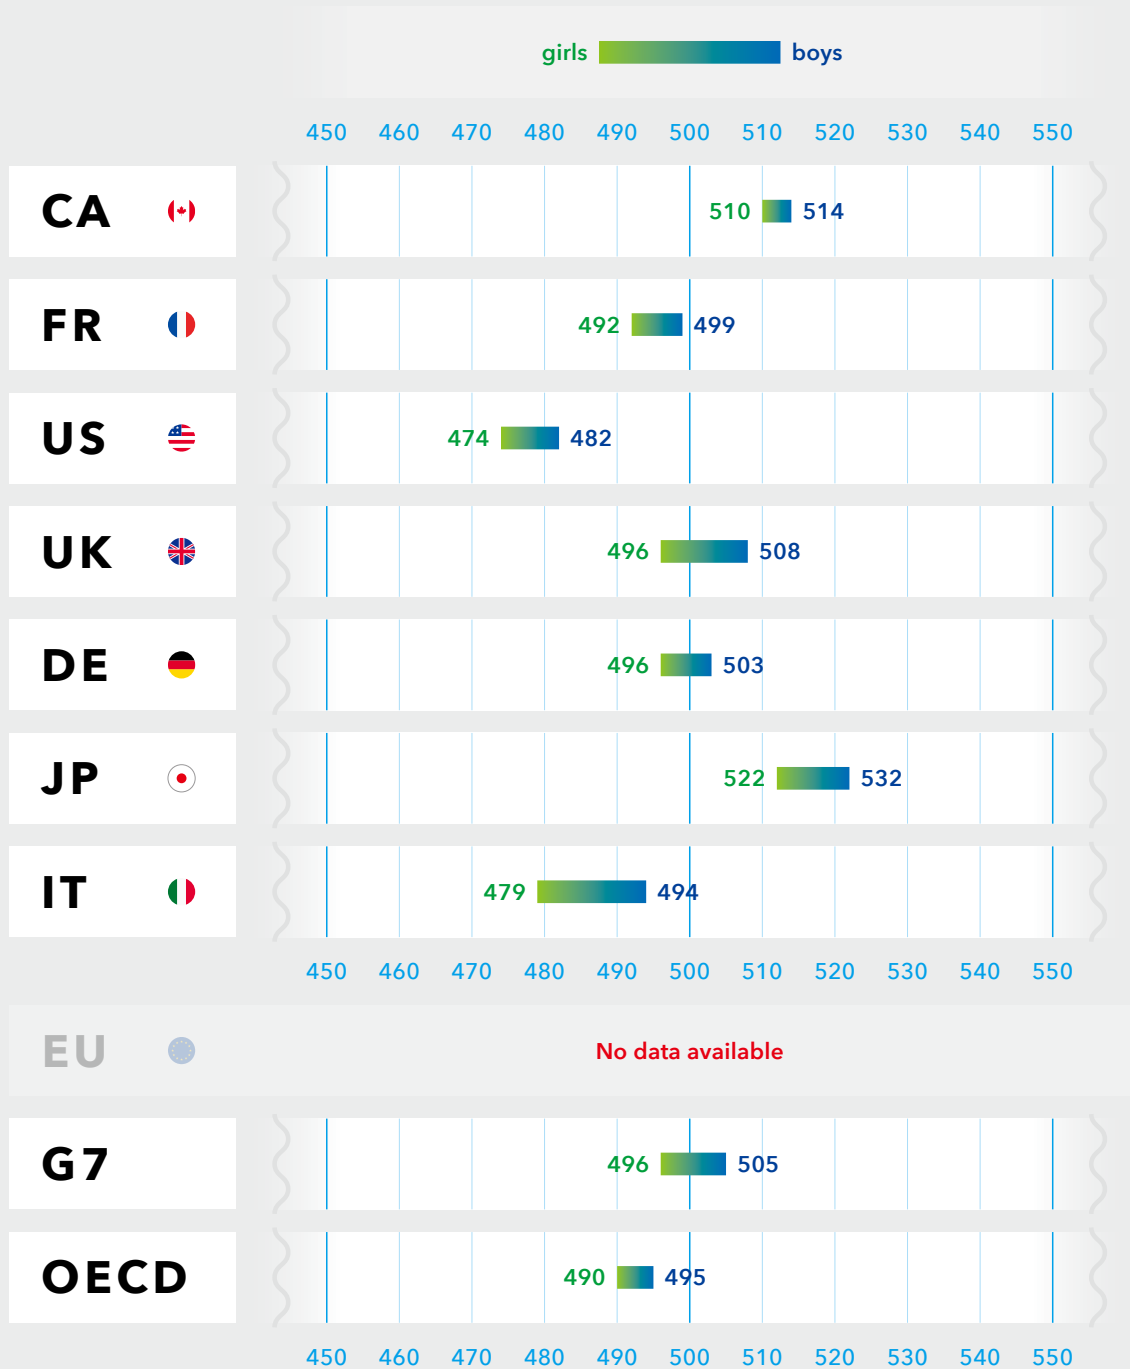 girls boys
450 460 470 480 490 500 510 520 530 540 550
CA 510 514
FR 492 499
US 474 482
UK 496 508
DE 496 503
JP 522 532
IT 479 494
450 460 470 480 490 500 510 520 530 540 550
EU No data available
G7 496 505
OECD 490 495
450 460 470 480 490 500 510 520 530 540 550